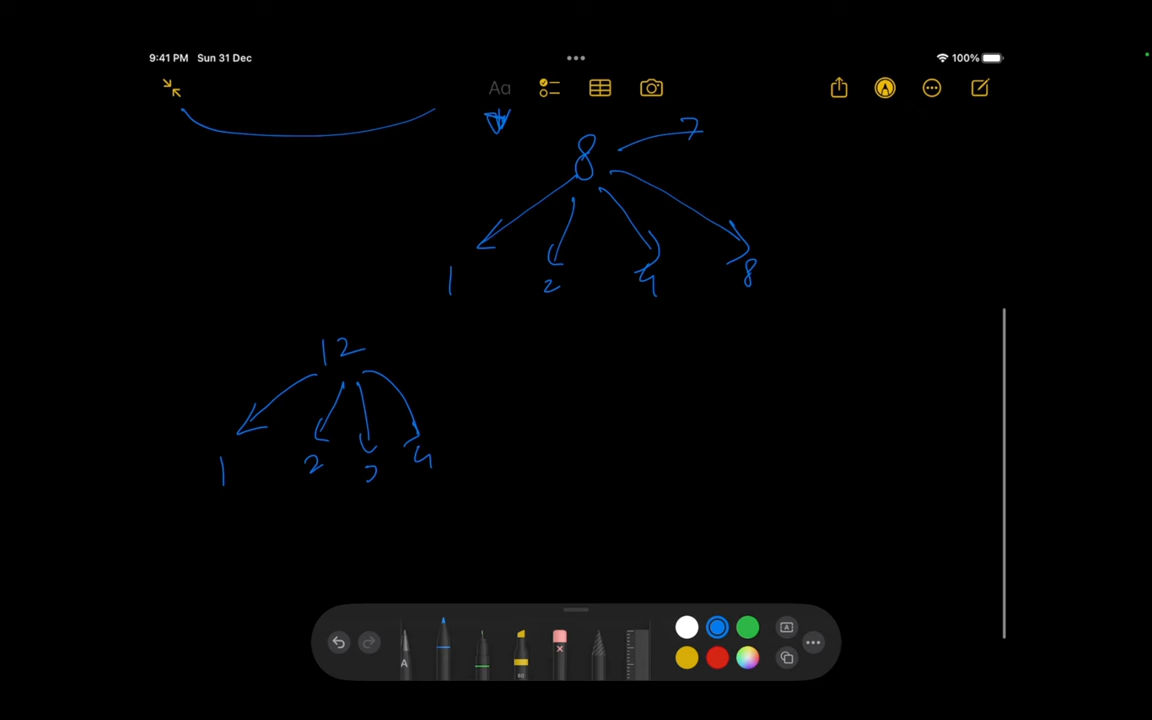 9:41 PM Sun 31 Dec 100%
Aa
8 7
1 2 4 8
12
1 2 3 4
A
A